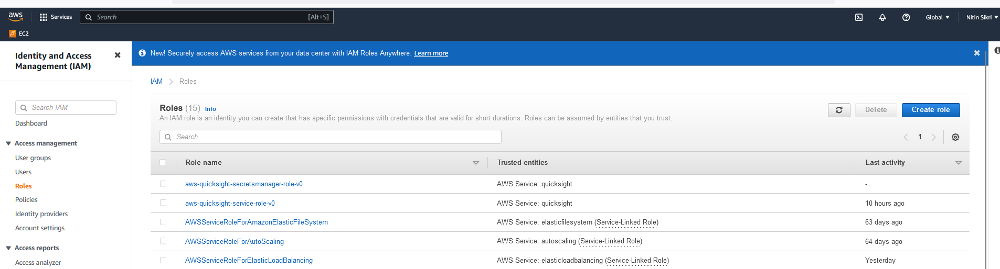 aws
Services
Search
[Alt+S]
Global
Nitin Sikri
EC2
Identity and Access
Management (IAM)
Search IAM
Dashboard
Access management
User groups
Users
Roles
Policies
Identity providers
Account settings
Access reports
Access analyzer
New! Securely access AWS services from your data center with IAM Roles Anywhere. Learn more
IAM Roles
Roles (15) Info
An IAM role is an identity you can create that has specific permissions with credentials that are valid for short durations. Roles can be assumed by entities that you trust.
Delete
Create role
Search
1
Role name Trusted entities Last activity
aws-quicksight-secretsmanager-role-v0 AWS Service: quicksight -
aws-quicksight-service-role-v0 AWS Service: quicksight 10 hours ago
AWSServiceRoleForAmazonElasticFileSystem AWS Service: elasticfilesystem (Service-Linked Role) 63 days ago
AWSServiceRoleForAutoScaling AWS Service: autoscaling (Service-Linked Role) 64 days ago
AWSServiceRoleForElasticLoadBalancing AWS Service: elasticloadbalancing (Service-Linked Role) Yesterday